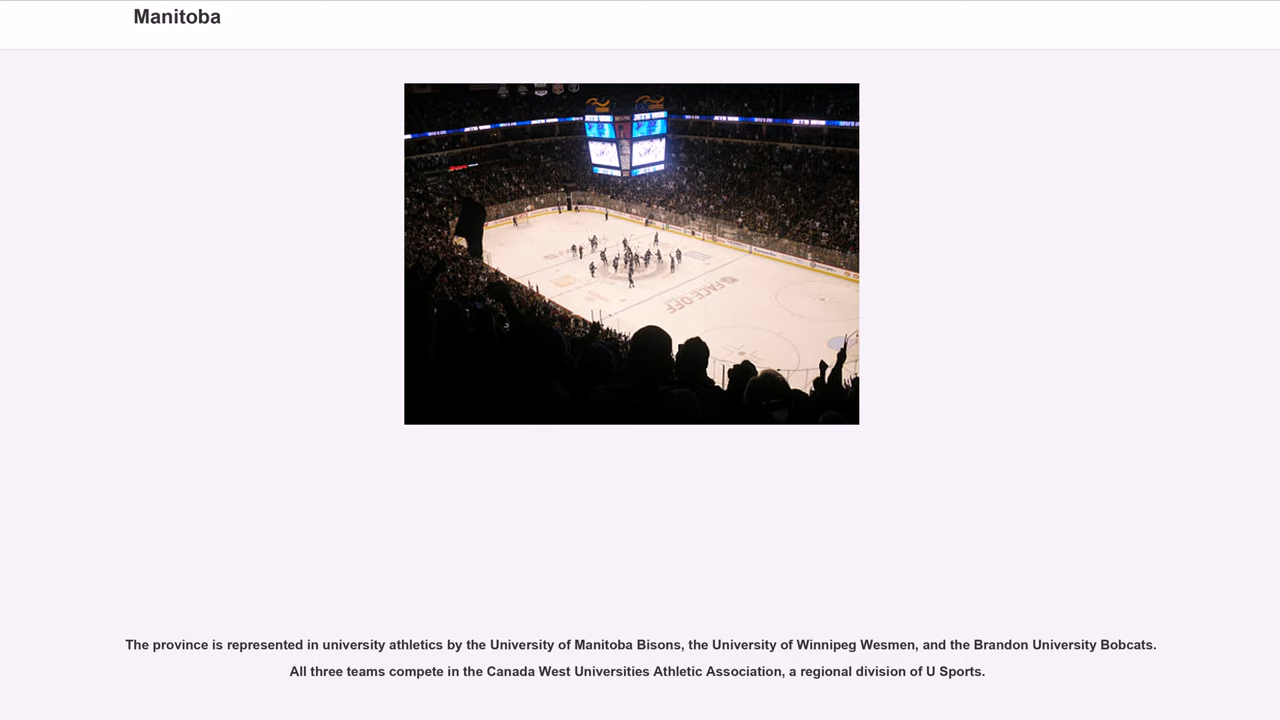 Manitoba
FACE-OFF
The province is represented in university athletics by the University of Manitoba Bisons, the University of Winnipeg Wesmen, and the Brandon University Bobcats.
All three teams compete in the Canada West Universities Athletic Association, a regional division of U Sports.